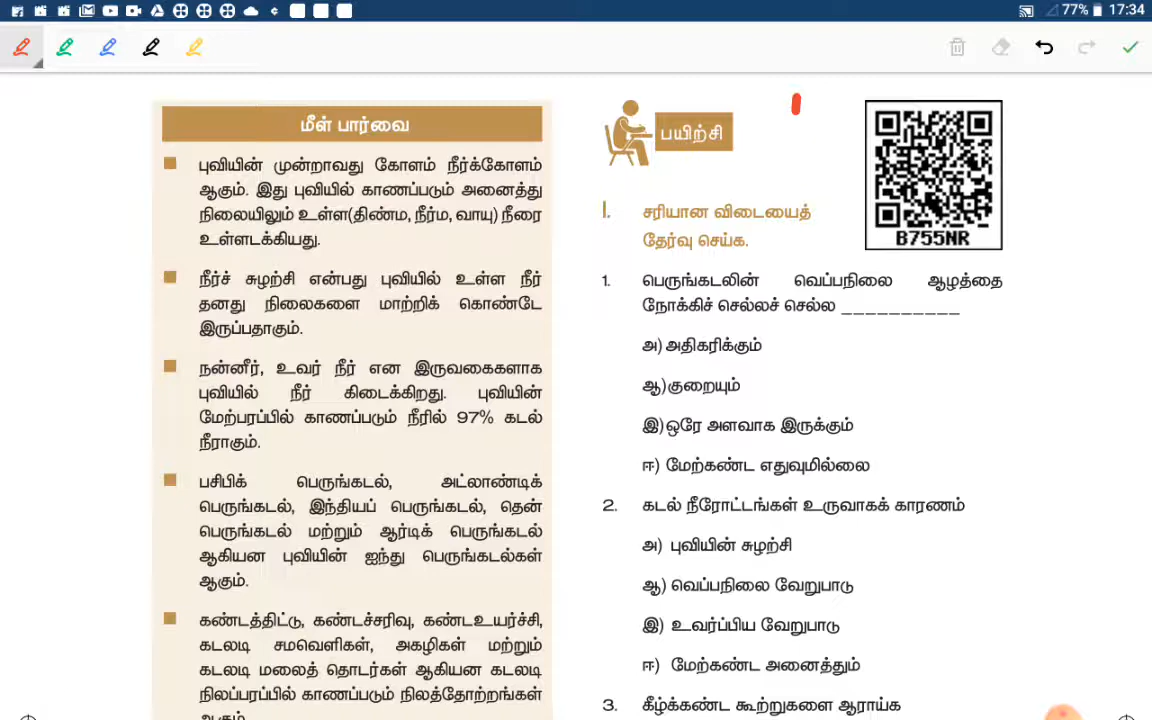 77% 17:34
மீள் பார்வை
புவியின் முன்றாவது கோளம் நீர்க்கோளம்
ஆகும். இது புவியில் காணப்படும் அனைத்து
நிலையிலும் உள்ள(திண்ம, நீர்ம, வாயு) நீரை
உள்ளடக்கியது.
நீர்ச் சுழற்சி என்பது புவியில் உள்ள நீர்
தனது நிலைகளை மாற்றிக் கொண்டே
இருப்பதாகும்.
நன்னீர், உவர் நீர் என இருவகைகளாக
புவியில் நீர் கிடைக்கிறது. புவியின்
மேற்பரப்பில் காணப்படும் நீரில் 97% கடல்
நீராகும்.
பசிபிக் பெருங்கடல், அட்லாண்டிக்
பெருங்கடல், இந்தியப் பெருங்கடல், தென்
பெருங்கடல் மற்றும் ஆர்டிக் பெருங்கடல்
ஆகியன புவியின் ஐந்து பெருங்கடல்கள்
ஆகும்.
கண்டத்திட்டு, கண்டச்சரிவு, கண்டஉயர்ச்சி,
கடலடி சமவெளிகள், அகழிகள் மற்றும்
கடலடி மலைத் தொடர்கள் ஆகியன கடலடி
நிலப்பரப்பில் காணப்படும் நிலத்தோற்றங்கள்
ஆகும்.
பயிற்சி
B755NR
I. சரியான விடையைத்
தேர்வு செய்க.
1. பெருங்கடலின் வெப்பநிலை ஆழத்தை
நோக்கிச் செல்லச் செல்ல __________
அ) அதிகரிக்கும்
ஆ)குறையும்
இ)ஒரே அளவாக இருக்கும்
ஈ) மேற்கண்ட எதுவுமில்லை
2. கடல் நீரோட்டங்கள் உருவாகக் காரணம்
அ) புவியின் சுழற்சி
ஆ) வெப்பநிலை வேறுபாடு
இ) உவர்ப்பிய வேறுபாடு
ஈ) மேற்கண்ட அனைத்தும்
3. கீழ்க்கண்ட கூற்றுகளை ஆராய்க